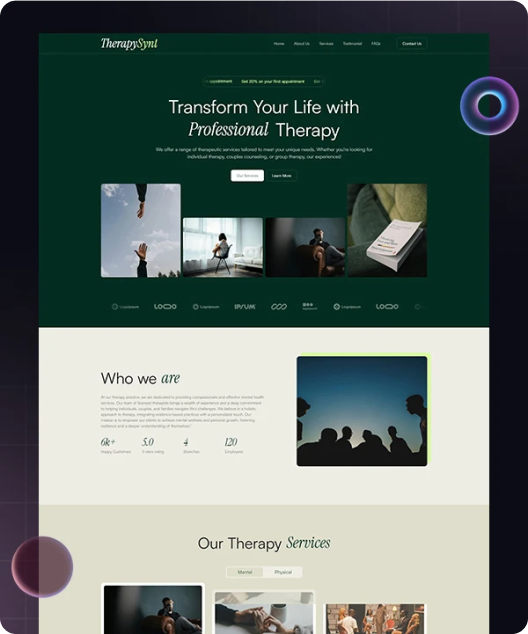 TherapySynt
Home About Us Services Testimonial FAQs Contact Us
Get 20% on your first appointment
Transform Your Life with
Professional Therapy
We offer a range of therapeutic services tailored to meet your unique needs. Whether you're looking for
individual therapy, couples counseling, or group therapy, our experienced
Our Services Learn More
Logoipsum LOGO Logoipsum IPSUM Logoipsum LOGO
Who we are
At our therapy practice, we are dedicated to providing compassionate and effective mental health
services. Our team of licensed therapists brings a wealth of experience and a deep commitment
to helping individuals, couples, and families navigate life's challenges. We believe in a holistic
approach to therapy, integrating evidence-based practices with a personalized touch. Our
mission is to empower our clients to achieve mental wellness and personal growth, fostering
resilience and a deeper understanding of themselves."
6k+ 5.0 4 120
Happy Customers 5 stars rating Branches Employees
Our Therapy Services
Mental Physical